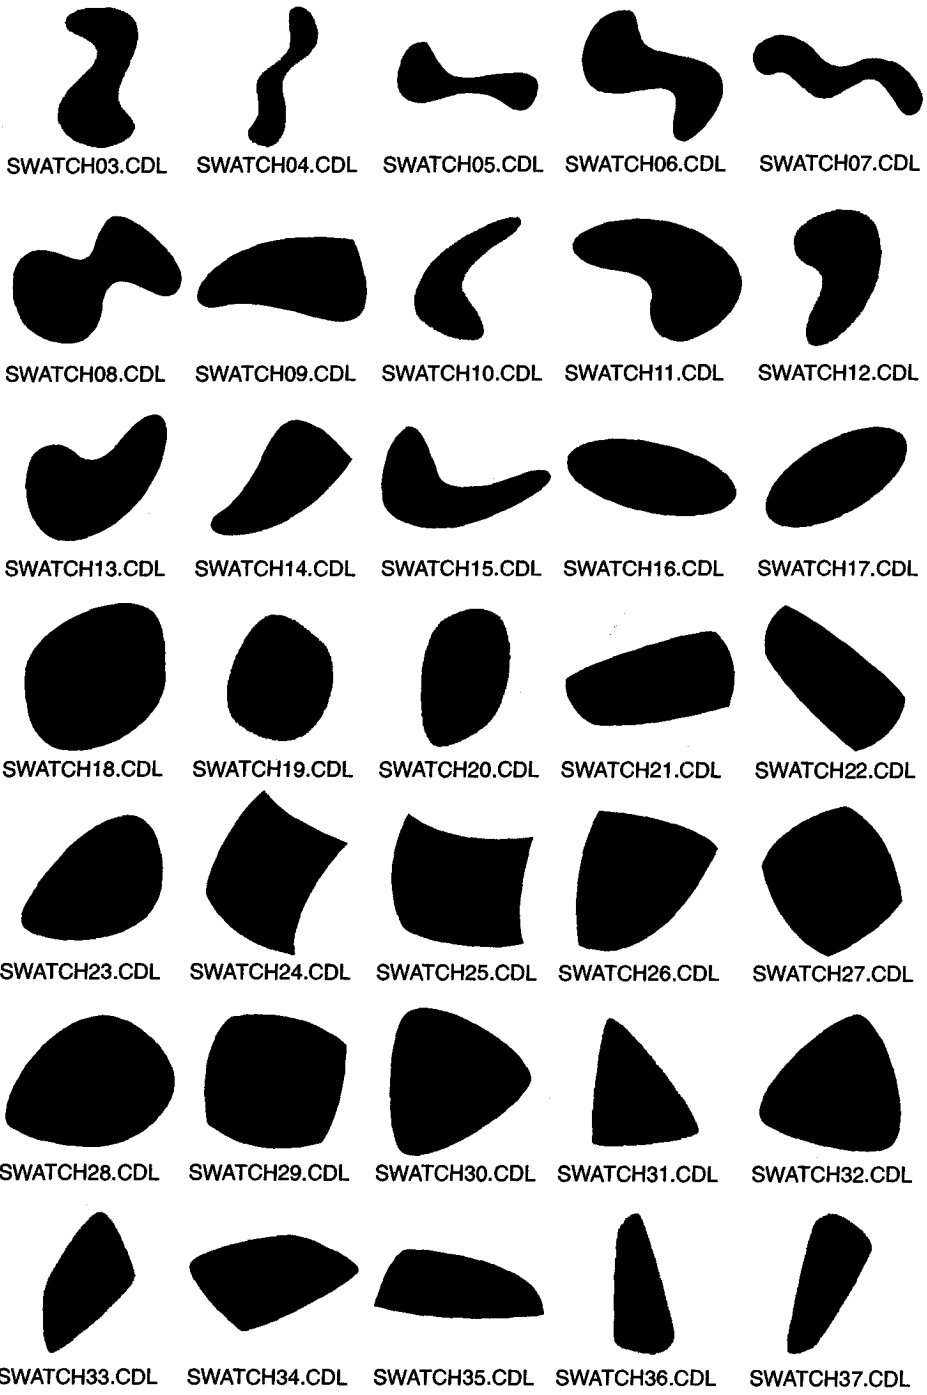 SWATCH03.CDL SWATCH04.CDL SWATCH05.CDL SWATCH06.CDL SWATCH07.CDL
SWATCH08.CDL SWATCH09.CDL SWATCH10.CDL SWATCH11.CDL SWATCH12.CDL
SWATCH13.CDL SWATCH14.CDL SWATCH15.CDL SWATCH16.CDL SWATCH17.CDL
SWATCH18.CDL SWATCH19.CDL SWATCH20.CDL SWATCH21.CDL SWATCH22.CDL
SWATCH23.CDL SWATCH24.CDL SWATCH25.CDL SWATCH26.CDL SWATCH27.CDL
SWATCH28.CDL SWATCH29.CDL SWATCH30.CDL SWATCH31.CDL SWATCH32.CDL
SWATCH33.CDL SWATCH34.CDL SWATCH35.CDL SWATCH36.CDL SWATCH37.CDL